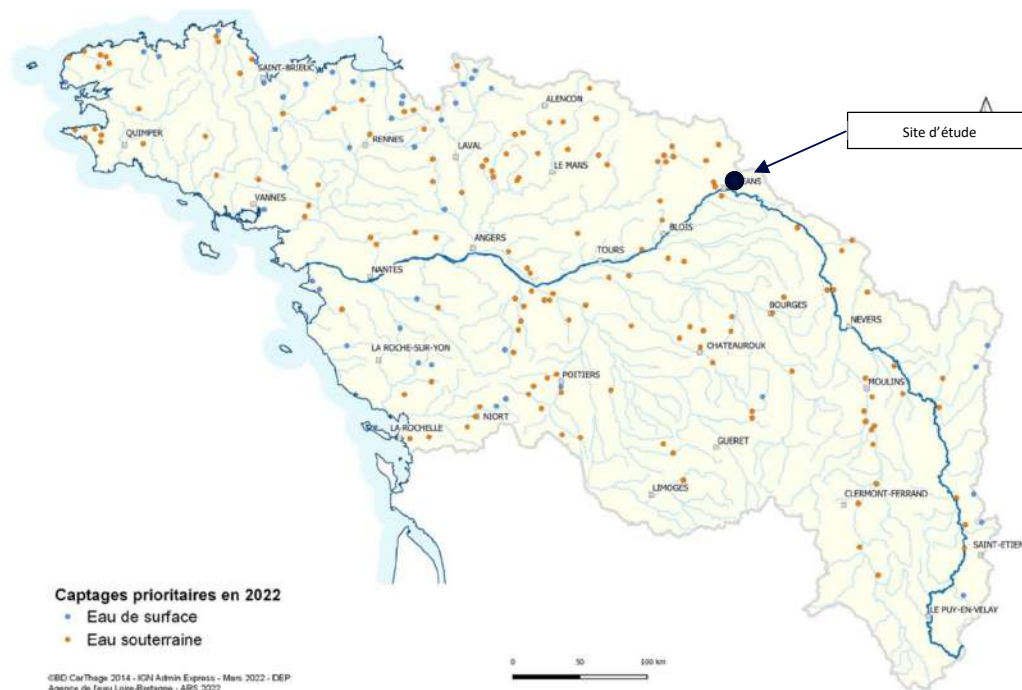 SAINT-BRIEUC
ALENCON
Site d'étude
QUIMPER
RENNES
LAVAL
LE MANS
EANS
VANNES
BLOIS
ANGERS
TOURS
NANTES
BOURGES
NEVERS
LA ROCHE-SUR-YON
CHATEAUROUX
POITIERS
MOULINS
NIORT
LA-ROCHELLE
GUERET
LIMOGES
CLERMONT-FERRAND
SAINT-ETIEN
Captages prioritaires en 2022
Eau de surface
Eau souterraine
LE PUY-EN-VELAY
0 50 100 km
©BD CarThage 2014 - IGN Admin Express - Mars 2022 - DEP
Agence de l'eau Loire-Bretagne - ARS 2022